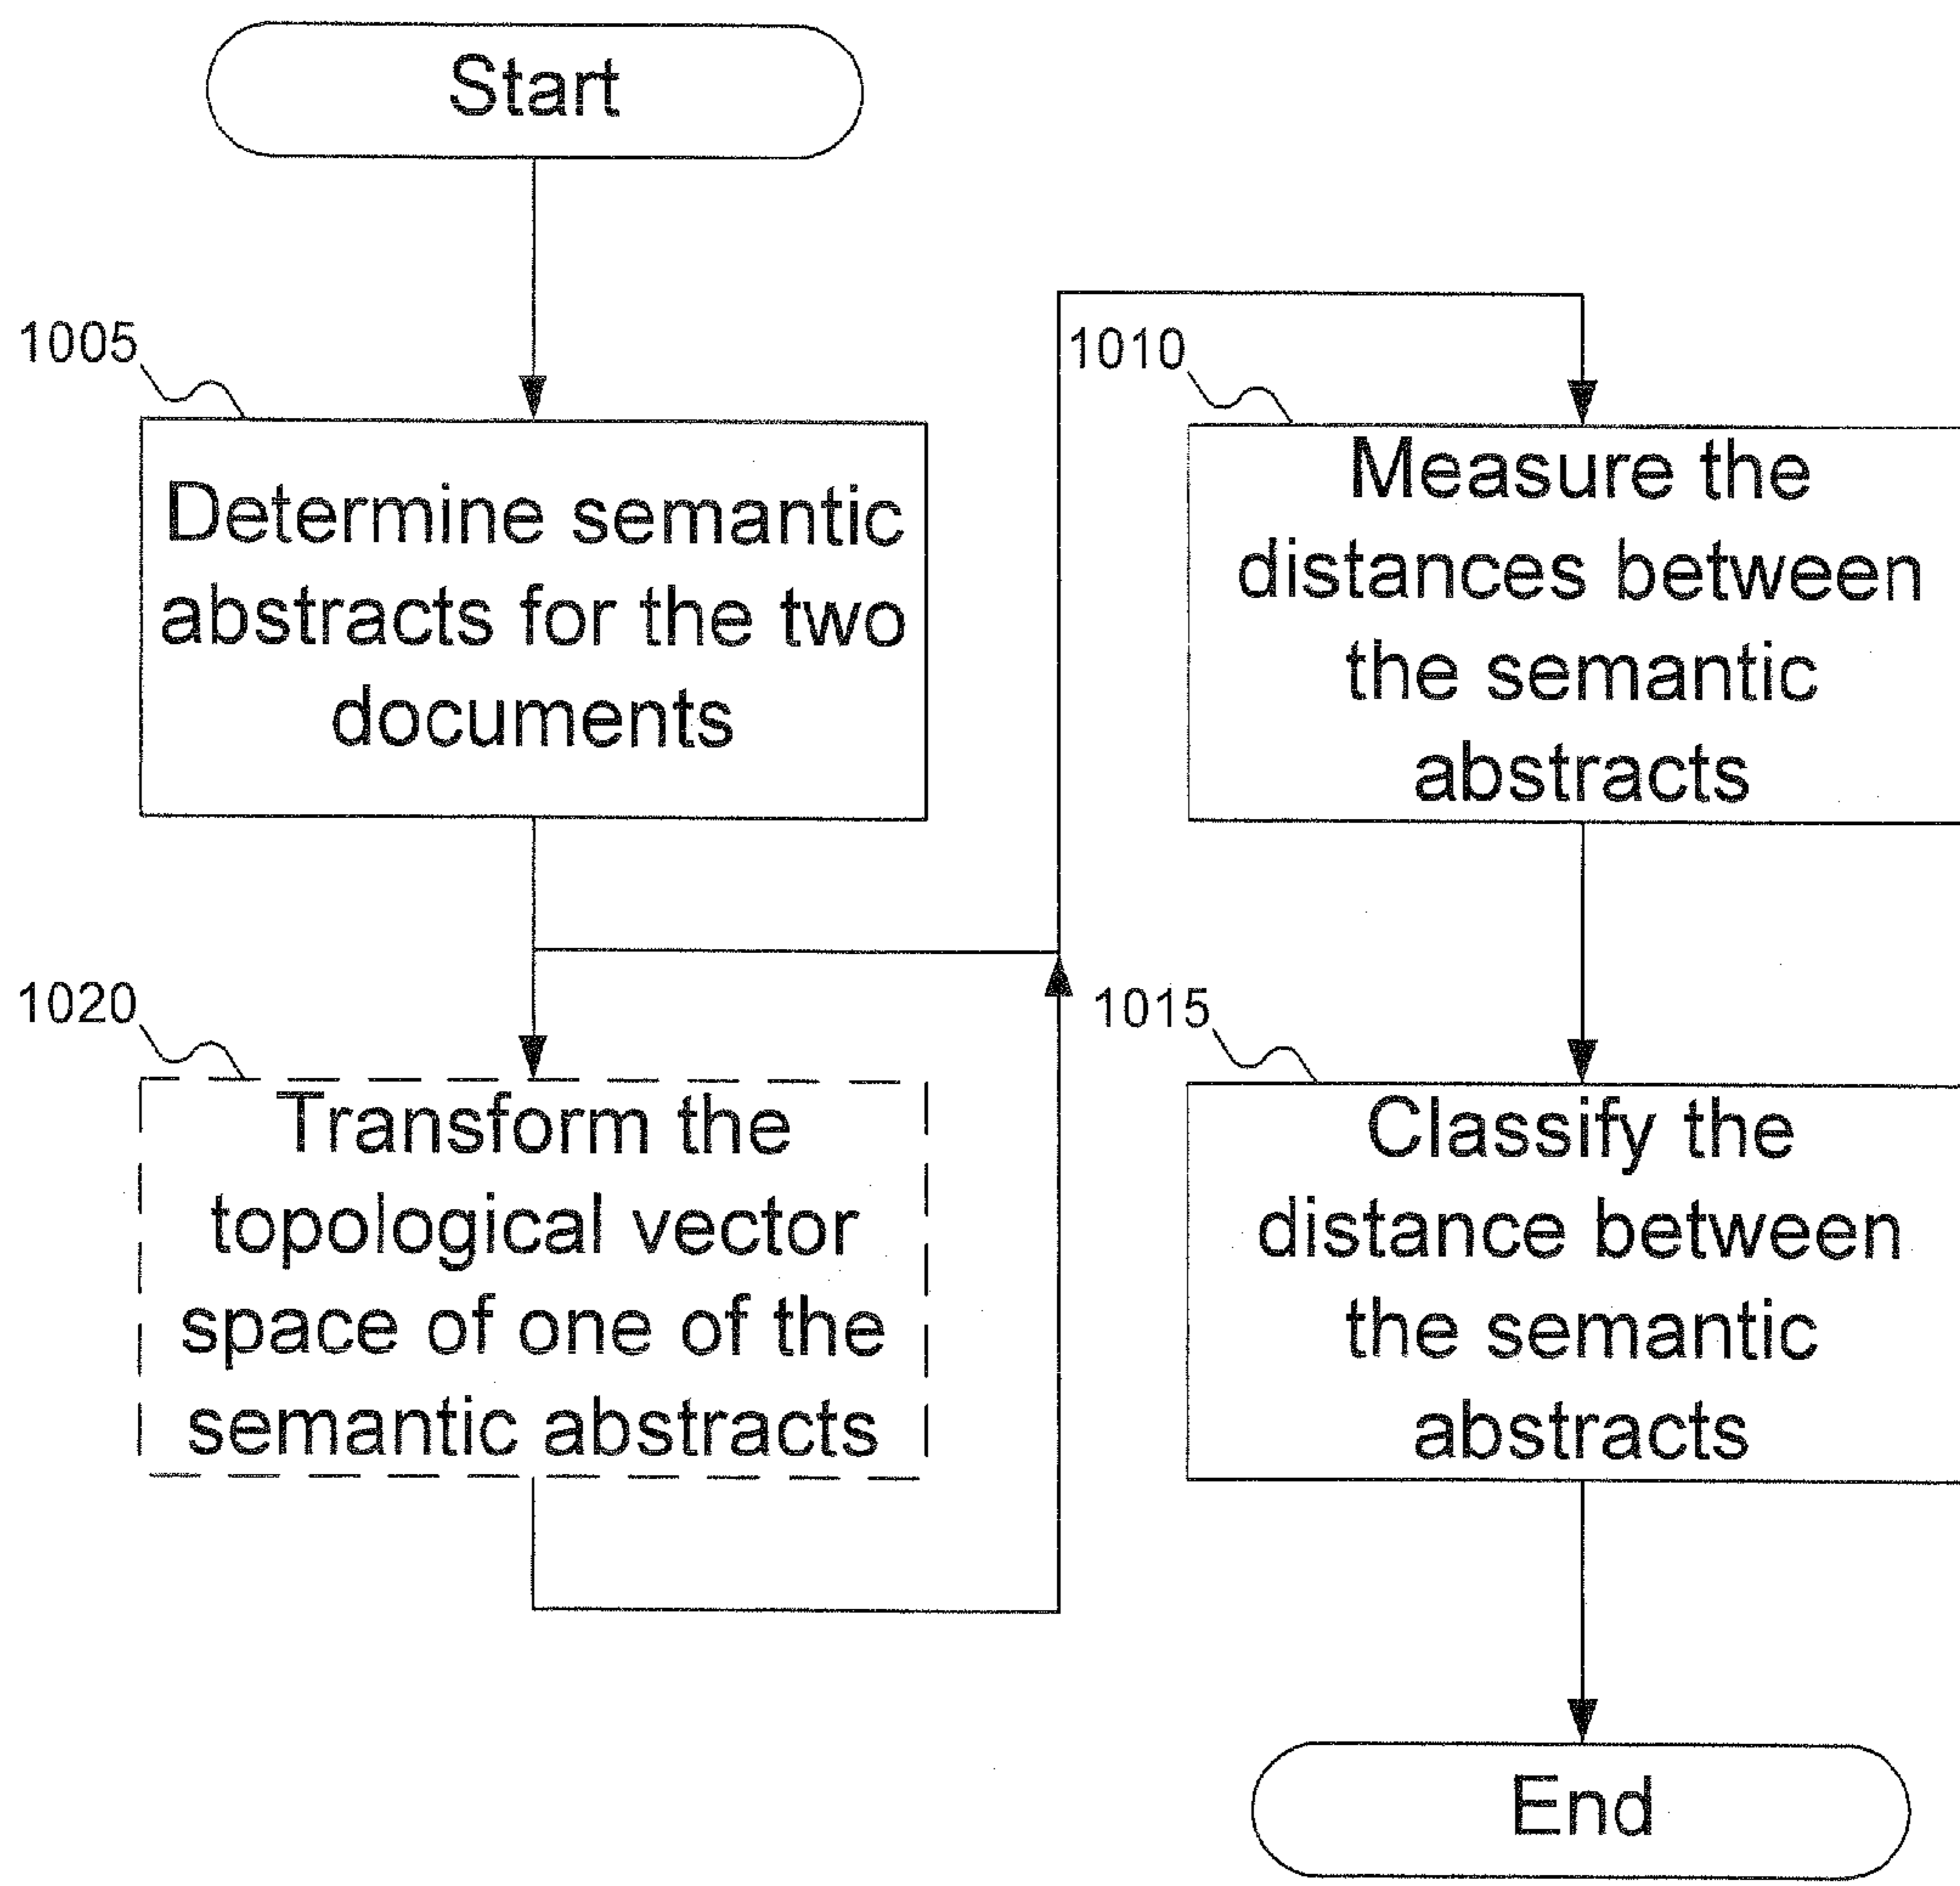 Start
1005
Determine semantic
abstracts for the two
documents
1020
Transform the
topological vector
space of one of the
semantic abstracts
1010
Measure the
distances between
the semantic
abstracts
1015
Classify the
distance between
the semantic
abstracts
End